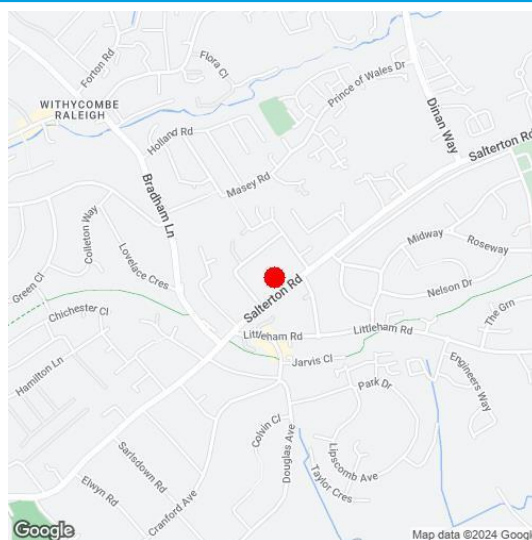 Forton Rd
Flora Cl
Prince of Wales Dr
WITHYCOMBE
RALEIGH
Dinan Way
Holland Rd
Salterton Rd
Bradham Ln
Masey Rd
Colleton Way
Lovelace Cres
Midway
Roseway
Green Cl
Nelson Dr
Chichester Cl
Salterton Rd
The Grn
Littleham Rd
Littleham Rd
Hamilton Ln
Jarvis Cl
Engineers Way
Park Dr
Colvin Cl
Sarlsdown Rd
Douglas Ave
Lipscomb Ave
Elwyn Rd
Cranford Ave
Taylor Cres
Google
Map data ©2024 Google